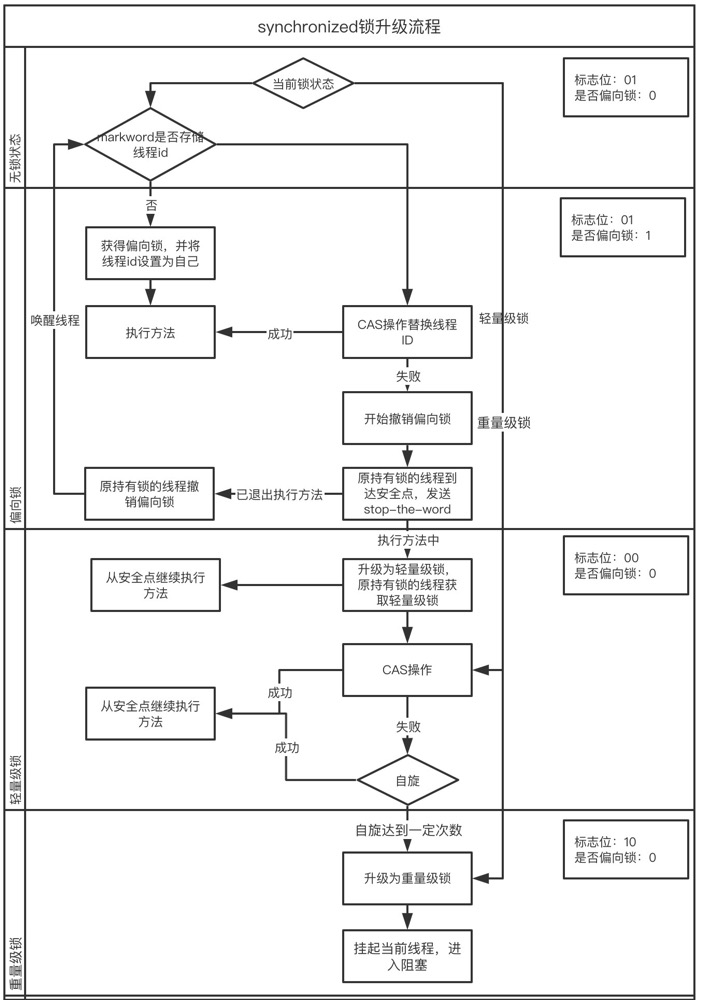 synchronized锁升级流程
当前锁状态
标志位：01
是否偏向锁：0
markword是否存储
线程id
无锁状态
否
标志位：01
是否偏向锁：1
获得偏向锁，并将
线程id设置为自己
唤醒线程
执行方法
成功
CAS操作替换线程
ID
轻量级锁
失败
开始撤销偏向锁
重量级锁
原持有锁的线程撤
销偏向锁
已退出执行方法
原持有锁的线程到
达安全点，发送
stop-the-word
偏向锁
执行方法中
标志位：00
是否偏向锁：0
从安全点继续执行
方法
升级为轻量级锁，
原持有锁的线程获
取轻量级锁
CAS操作
成功
从安全点继续执行
方法
失败
成功
自旋
轻量级锁
自旋达到一定次数
标志位：10
是否偏向锁：0
升级为重量级锁
挂起当前线程，进
入阻塞
重量级锁